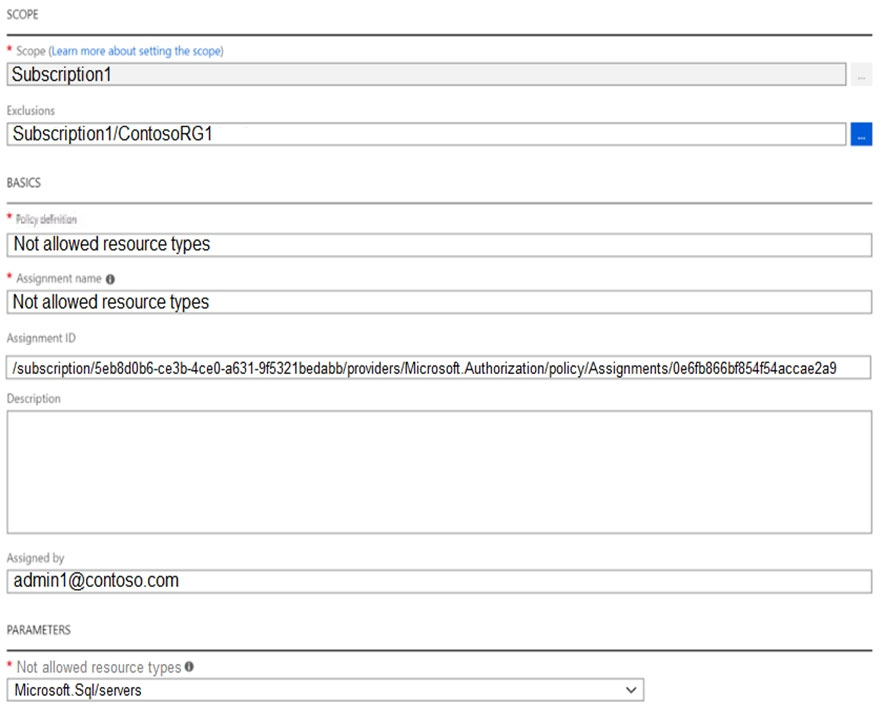 SCOPE
* Scope (Learn more about setting the scope)
Subscription1
...
Exclusions
Subscription1/ContosoRG1
...
BASICS
* Policy definition
Not allowed resource types
* Assignment name
Not allowed resource types
Assignment ID
/subscription/5eb8d0b6-ce3b-4ce0-a631-9f5321bedabb/providers/Microsoft.Authorization/policy/Assignments/0e6fb866bf854f54accae2a9
Description
Assigned by
admin1@contoso.com
PARAMETERS
* Not allowed resource types
Microsoft.Sql/servers